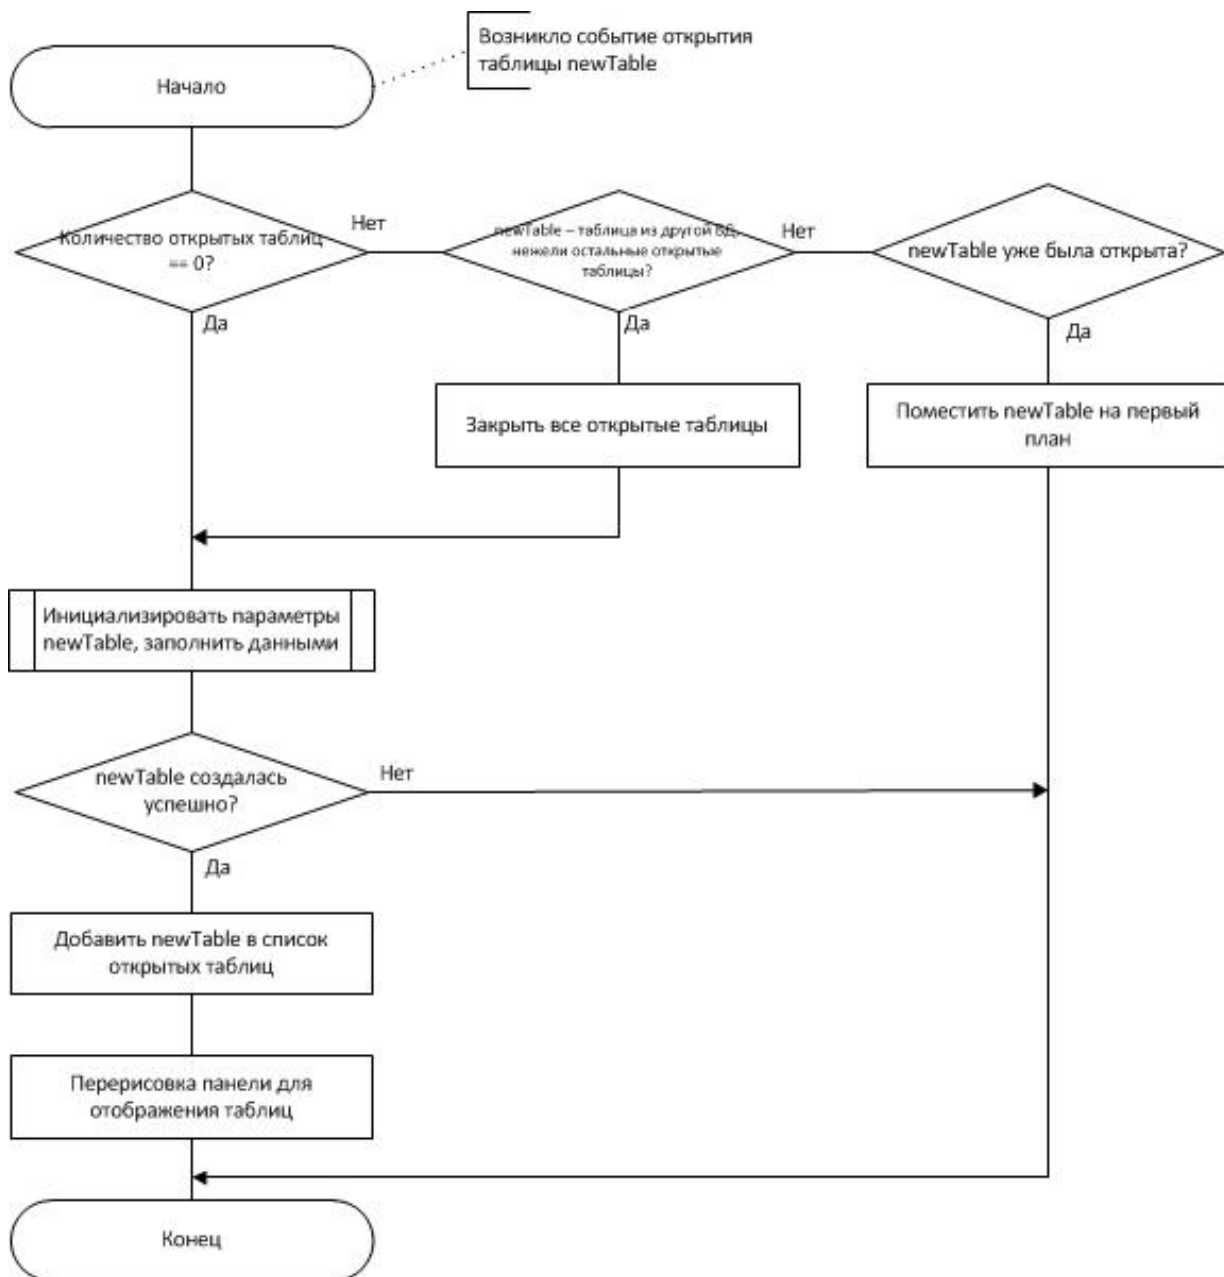 Возникло событие открытия
таблицы newTable
Начало
Количество открытых таблиц
== 0?
Нет
newTable – таблица из другой БД,
нежели остальные открытые
таблицы?
Нет
newTable уже была открыта?
Да
Да
Да
Закрыть все открытые таблицы
Поместить newTable на первый
план
Инициализировать параметры
newTable, заполнить данными
newTable создалась
успешно?
Нет
Да
Добавить newTable в список
открытых таблиц
Перерисовка панели для
отображения таблиц
Конец